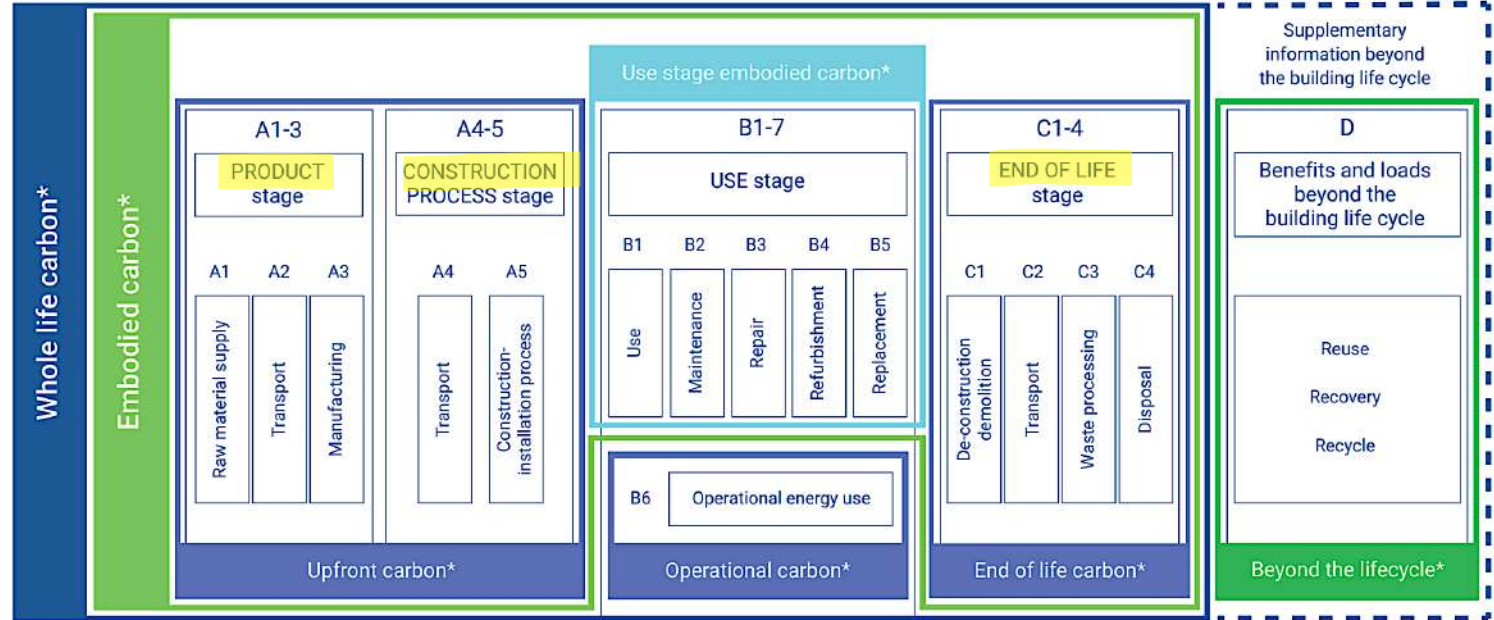 Whole life carbon*
Embodied carbon*
Use stage embodied carbon*
Supplementary
information beyond
the building life cycle
A1-3
PRODUCT
stage
A1
A2
A3
Raw material supply
Transport
Manufacturing
A4-5
CONSTRUCTION
PROCESS stage
A4
A5
Transport
Construction-
installation process
Upfront carbon*
B1-7
USE stage
B1
B2
B3
B4
B5
Use
Maintenance
Repair
Refurbishment
Replacement
B6
Operational energy use
Operational carbon*
C1-4
END OF LIFE
stage
C1
C2
C3
C4
De-construction
demolition
Transport
Waste processing
Disposal
End of life carbon*
D
Benefits and loads
beyond the
building life cycle
Reuse
Recovery
Recycle
Beyond the lifecycle*